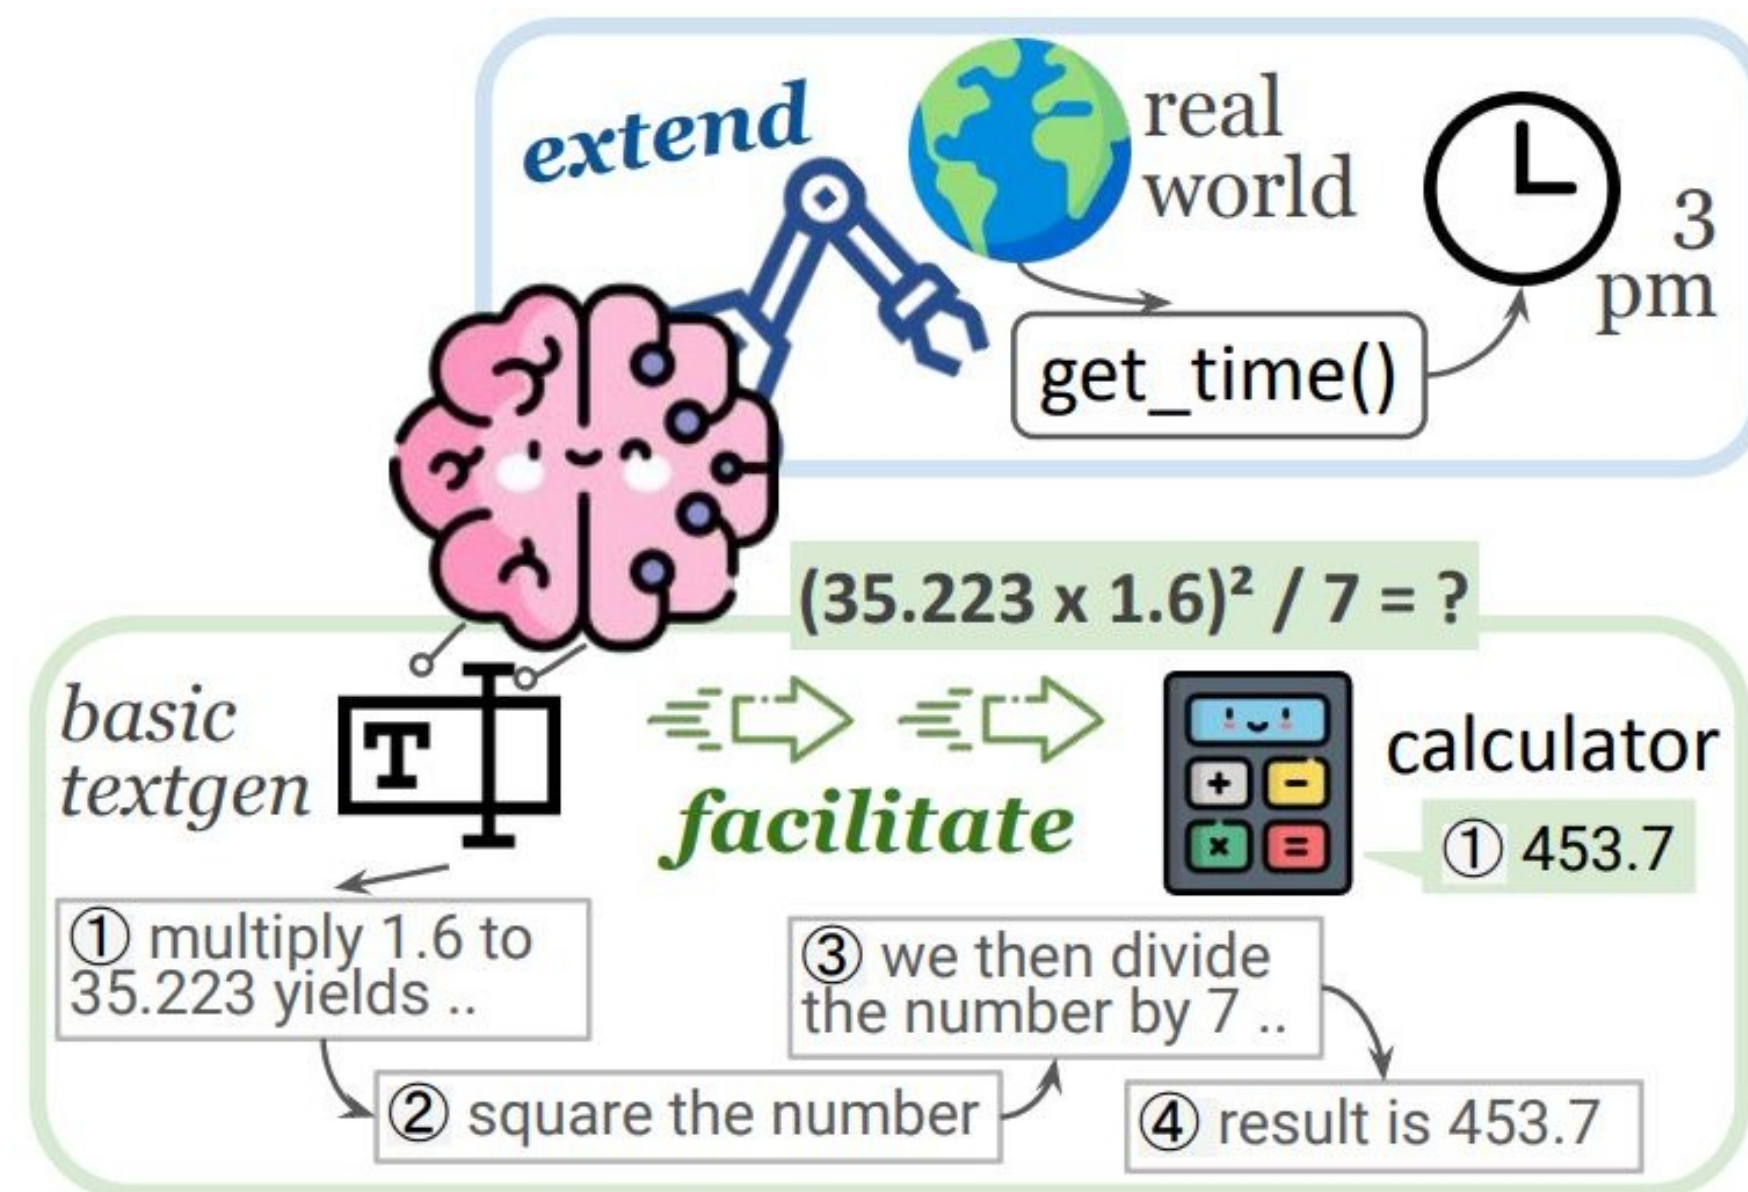 extend
real
world
3
pm
get_time()
(35.223 x 1.6)² / 7 = ?
basic
textgen
T
facilitate
+
−
×
=
calculator
① 453.7
① multiply 1.6 to
35.223 yields ..
② square the number
③ we then divide
the number by 7 ..
④ result is 453.7